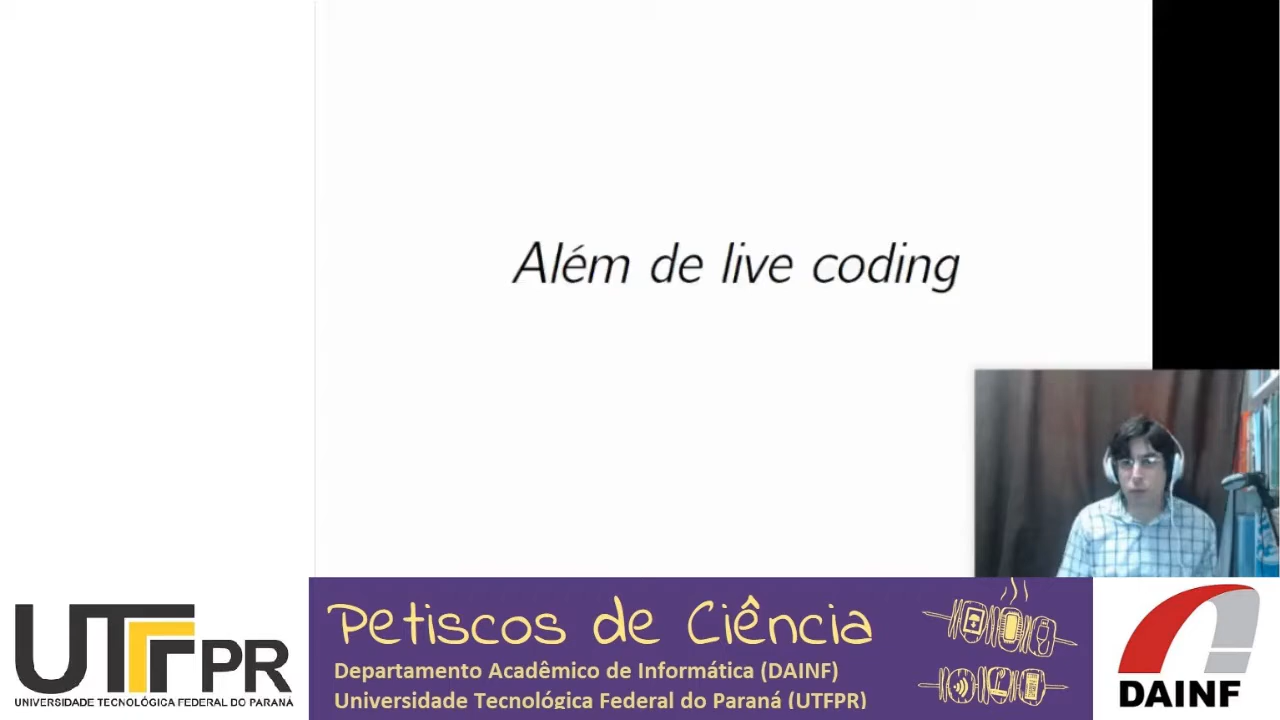 Além de live coding
UTFPR
UNIVERSIDADE TECNOLÓGICA FEDERAL DO PARANÁ
Petiscos de Ciência
Departamento Acadêmico de Informática (DAINF)
Universidade Tecnológica Federal do Paraná (UTFPR)
DAINF